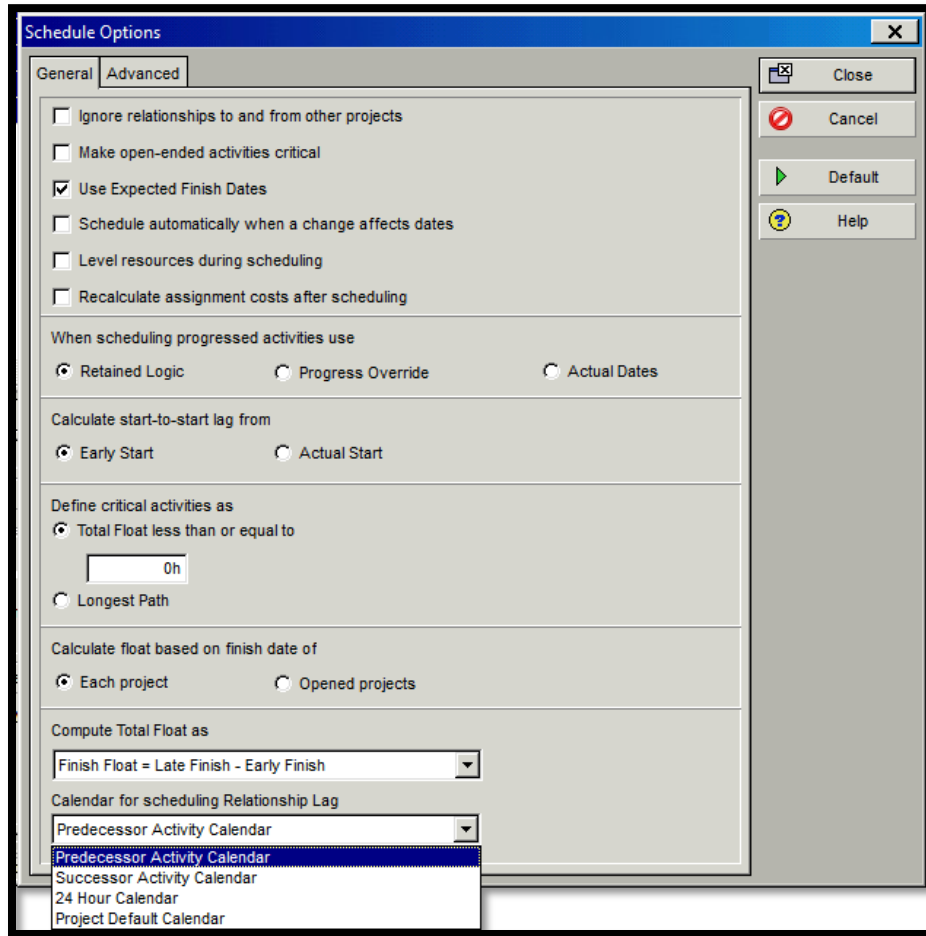 Schedule Options
General Advanced
Close
Ignore relationships to and from other projects
Cancel
Make open-ended activities critical
Use Expected Finish Dates
Default
Schedule automatically when a change affects dates
Help
Level resources during scheduling
Recalculate assignment costs after scheduling
When scheduling progressed activities use
Retained Logic Progress Override Actual Dates
Calculate start-to-start lag from
Early Start Actual Start
Define critical activities as
Total Float less than or equal to
0h
Longest Path
Calculate float based on finish date of
Each project Opened projects
Compute Total Float as
Finish Float = Late Finish - Early Finish
Calendar for scheduling Relationship Lag
Predecessor Activity Calendar
Predecessor Activity Calendar
Successor Activity Calendar
24 Hour Calendar
Project Default Calendar